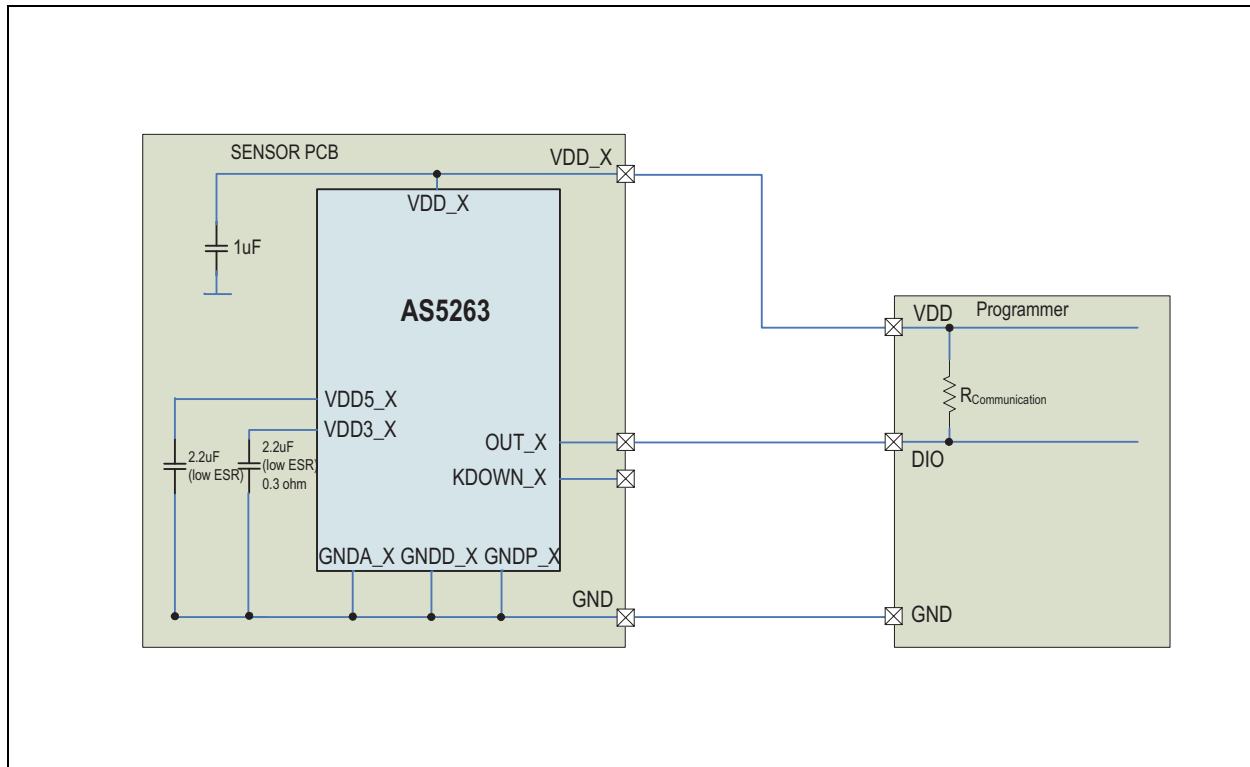 SENSOR PCB
VDD_X
VDD_X
1uF
AS5263
VDD5_X
VDD3_X
2.2uF
(low ESR)
2.2uF
(low ESR)
0.3 ohm
OUT_X
KDOWN_X
GNDA_X GNDD_X GNDP_X
GND
Programmer
VDD
RCommunication
DIO
GND